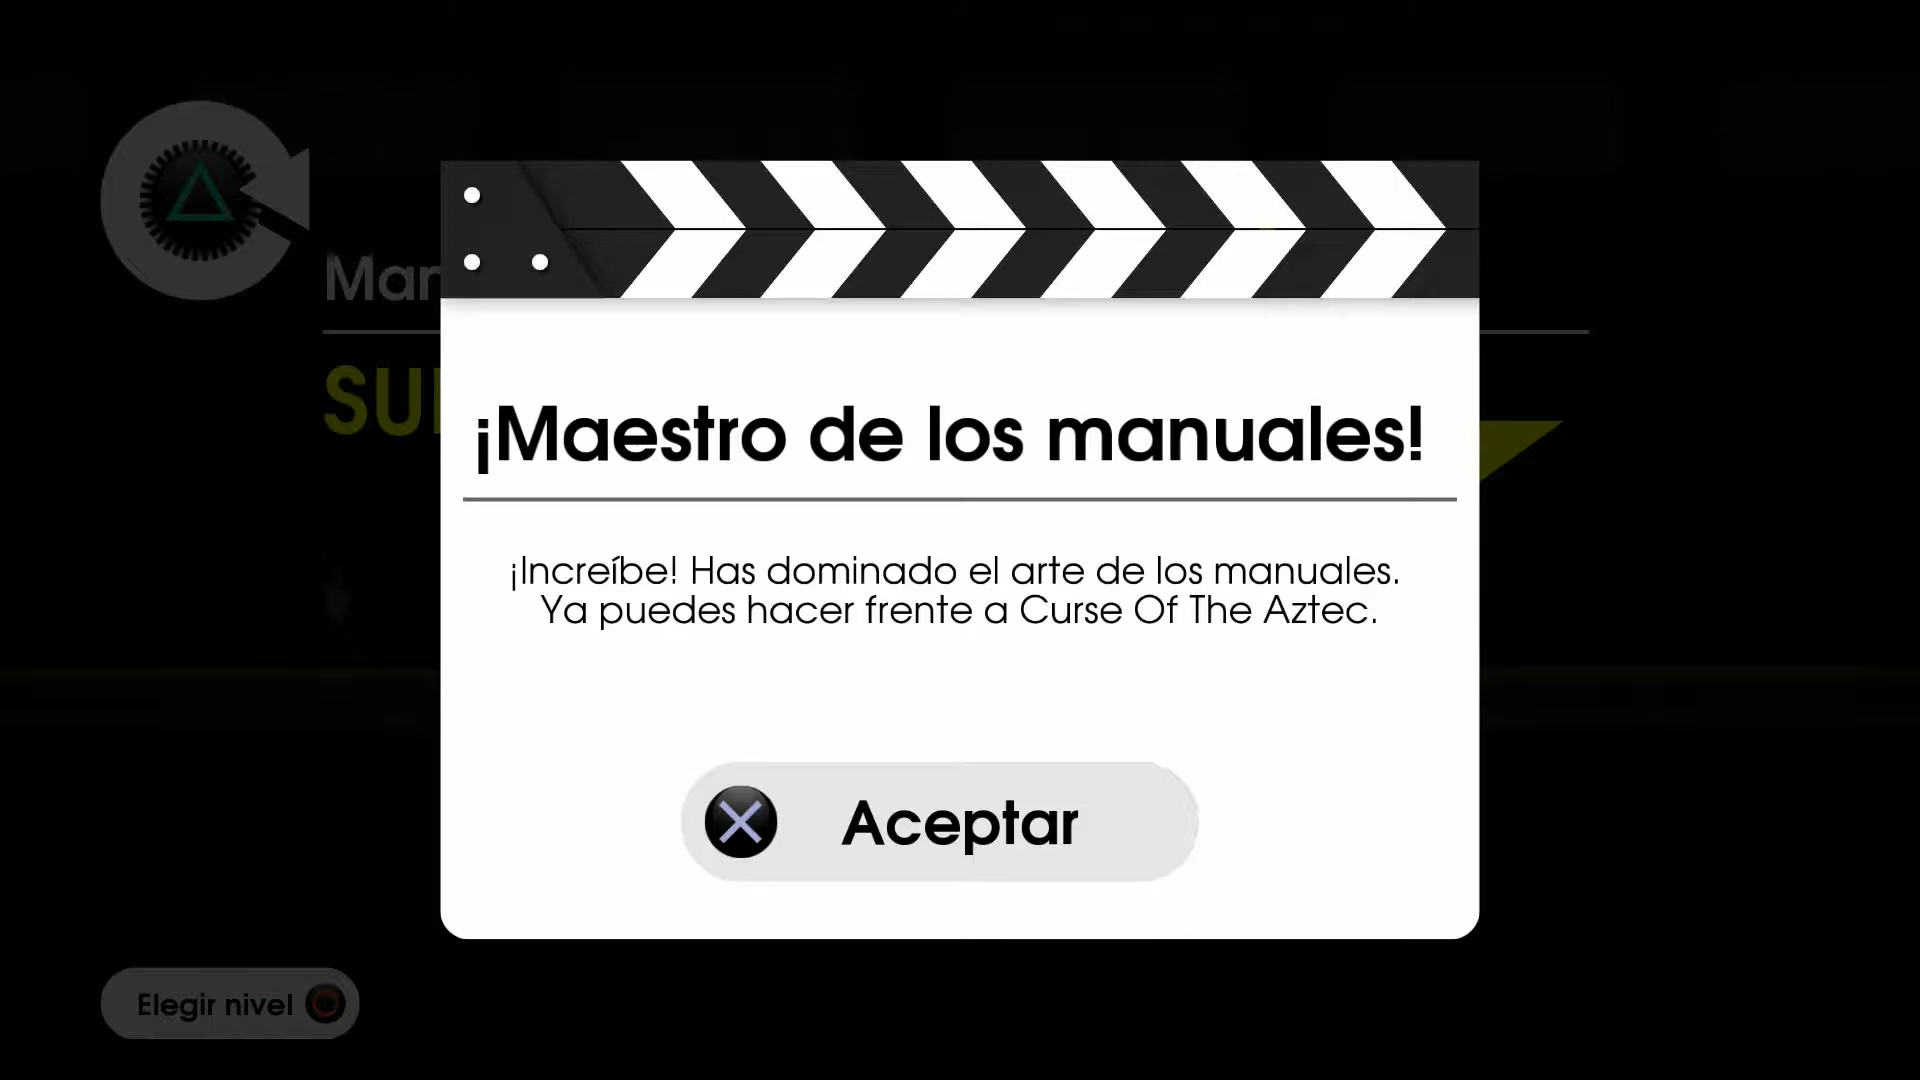 ¡Maestro de los manuales!
¡Increíbe! Has dominado el arte de los manuales.
Ya puedes hacer frente a Curse Of The Aztec.
Aceptar
Elegir nivel